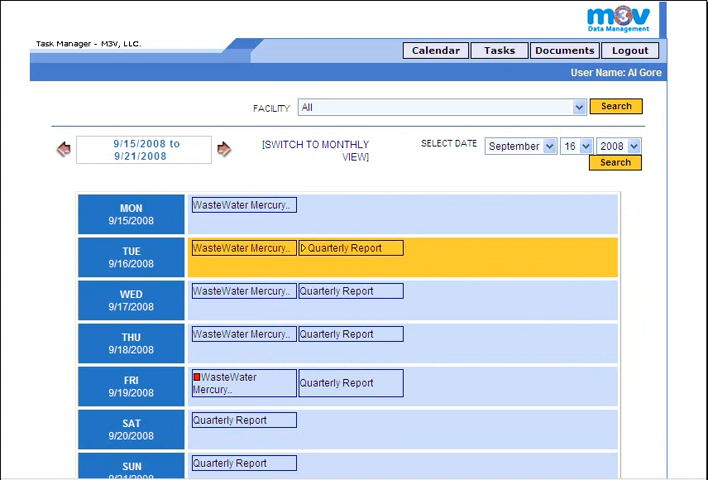 m3v
Data Management
Task Manager - M3V, LLC.
Calendar
Tasks
Documents
Logout
User Name: Al Gore
FACILITY
All
Search
9/15/2008 to
9/21/2008
[SWITCH TO MONTHLY
VIEW]
SELECT DATE
September
16
2008
Search
MON
9/15/2008
WasteWater Mercury..
TUE
9/16/2008
WasteWater Mercury..
Quarterly Report
WED
9/17/2008
WasteWater Mercury..
Quarterly Report
THU
9/18/2008
WasteWater Mercury..
Quarterly Report
FRI
9/19/2008
WasteWater
Mercury..
Quarterly Report
SAT
9/20/2008
Quarterly Report
SUN
9/21/2008
Quarterly Report